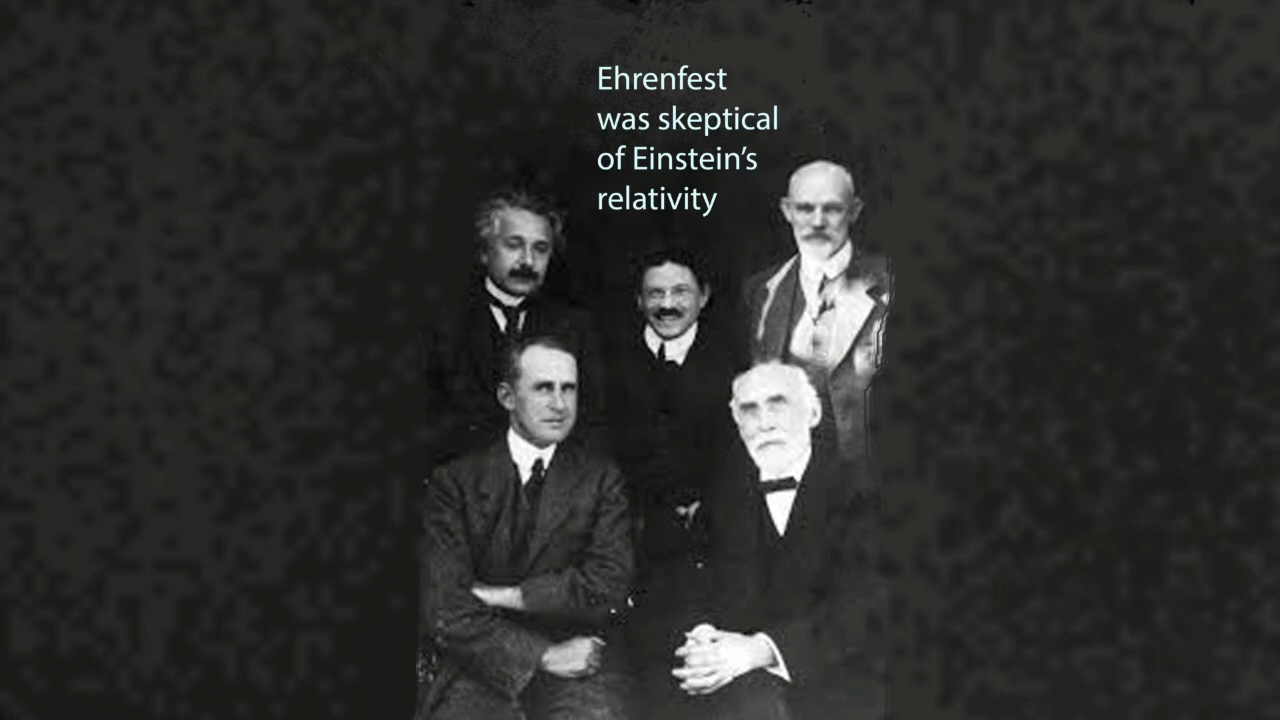 Ehrenfest
was skeptical
of Einstein’s
relativity